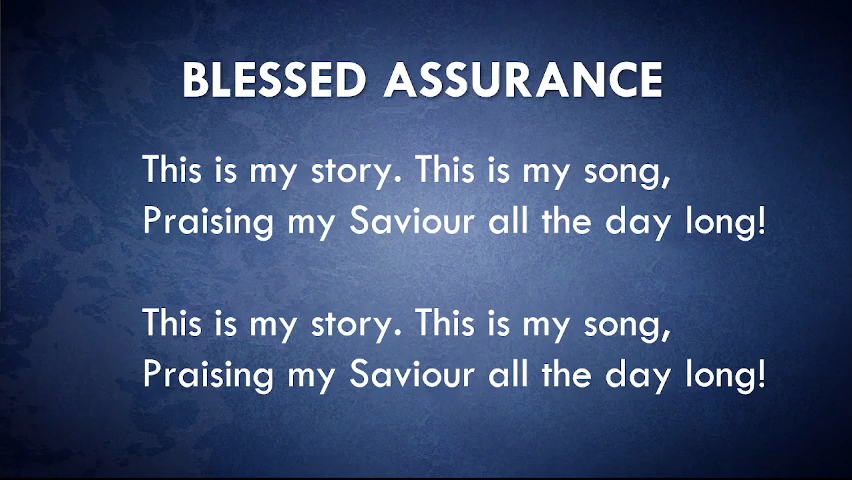 BLESSED ASSURANCE
This is my story. This is my song,
Praising my Saviour all the day long!
This is my story. This is my song,
Praising my Saviour all the day long!